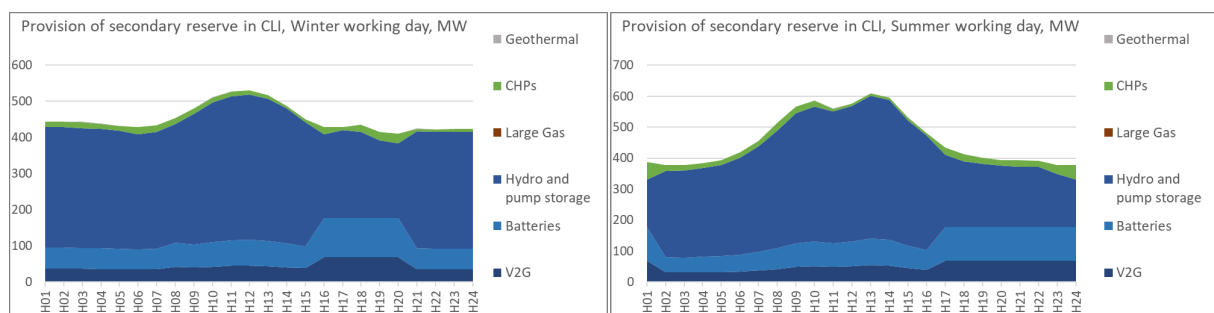 Provision of secondary reserve in CLI, Winter working day, MW
600
500
400
300
200
100
0
H01
H02
H03
H04
H05
H06
H07
H08
H09
H10
H11
H12
H13
H14
H15
H16
H17
H18
H19
H20
H21
H22
H23
H24
Geothermal
CHPs
Large Gas
Hydro and
pump storage
Batteries
V2G
Provision of secondary reserve in CLI, Summer working day, MW
700
600
500
400
300
200
100
0
H01
H02
H03
H04
H05
H06
H07
H08
H09
H10
H11
H12
H13
H14
H15
H16
H17
H18
H19
H20
H21
H22
H23
H24
Geothermal
CHPs
Large Gas
Hydro and
pump storage
Batteries
V2G